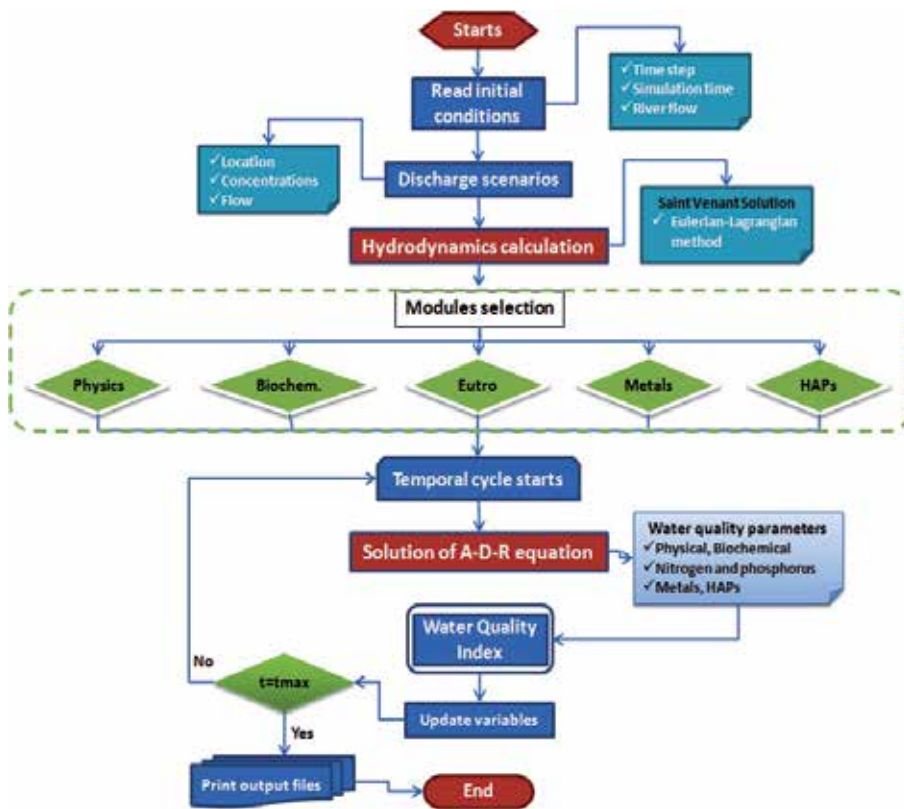 Starts
Read initial
conditions
✓Time step
✓Simulation time
✓River flow
✓Location
✓Concentrations
✓Flow
Discharge scenarios
Saint Venant Solution
✓ Eulerian-Lagrangian
method
Hydrodynamics calculation
Modules selection
Physics
Biochem.
Eutro
Metals
HAPs
Temporal cycle starts
Solution of A-D-R equation
Water quality parameters
✓Physical, Biochemical
✓Nitrogen and phosphorus
✓Metals, HAPs
Water Quality
Index
No
t=tmax
Update variables
Yes
Print output files
End